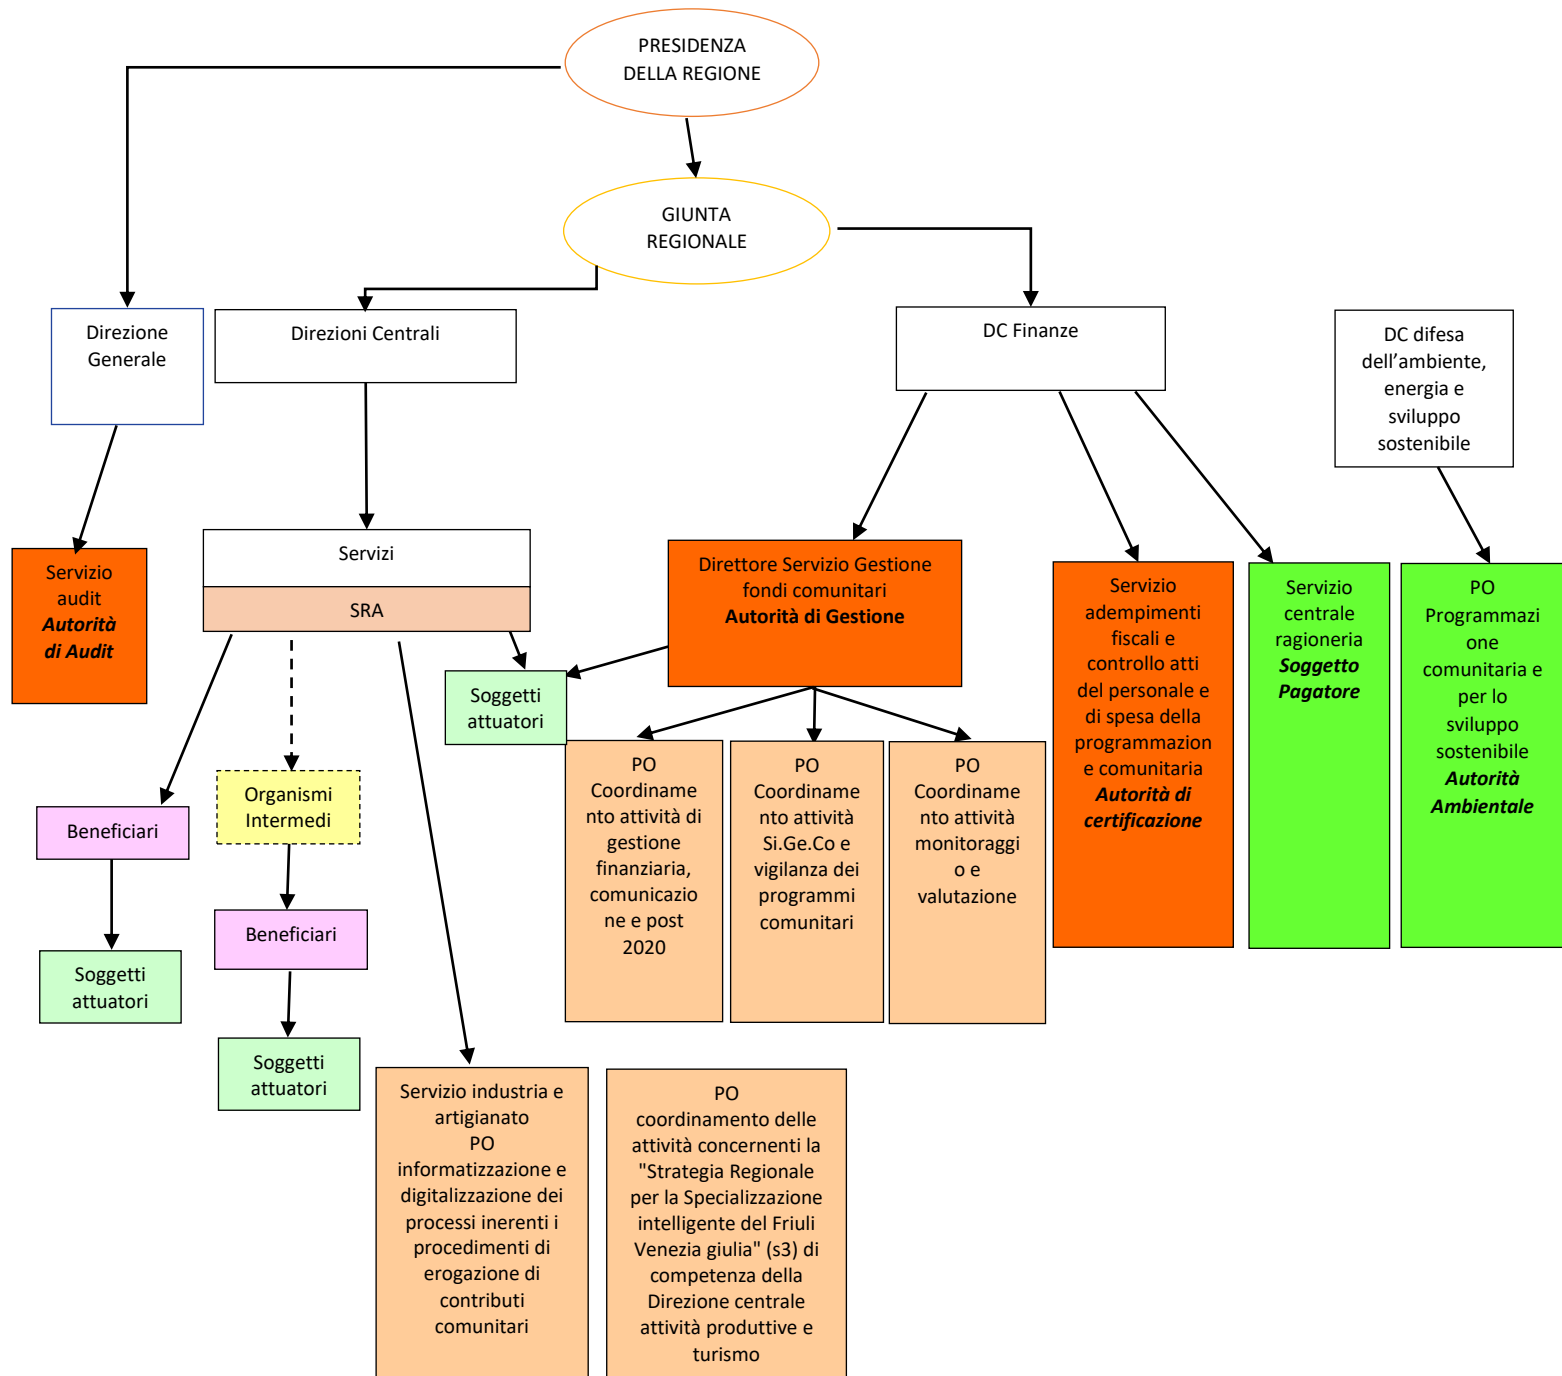 PRESIDENZA
DELLA REGIONE
GIUNTA
REGIONALE
Direzione
Generale
Direzioni Centrali
DC Finanze
DC difesa
dell’ambiente,
energia e
sviluppo
sostenibile
Servizio
audit
Autorità
di Audit
Servizi
SRA
Soggetti
attuatori
Direttore Servizio Gestione
fondi comunitari
Autorità di Gestione
Servizio
adempimenti
fiscali e
controllo atti
del personale e
di spesa della
programmazion
e comunitaria
Autorità di
certificazione
Servizio
centrale
ragioneria
Soggetto
Pagatore
PO
Programmazi
one
comunitaria e
per lo
sviluppo
sostenibile
Autorità
Ambientale
Beneficiari
Soggetti
attuatori
Organismi
Intermedi
Beneficiari
Soggetti
attuatori
PO
Coordiname
nto attività di
gestione
finanziaria,
comunicazio
ne e post
2020
PO
Coordiname
nto attività
Si.Ge.Co e
vigilanza dei
programmi
comunitari
PO
Coordiname
nto attività
monitoraggi
o e
valutazione
Servizio industria e
artigianato
PO
informatizzazione e
digitalizzazione dei
processi inerenti i
procedimenti di
erogazione di
contributi
comunitari
PO
coordinamento delle
attività concernenti la
"Strategia Regionale
per la Specializzazione
intelligente del Friuli
Venezia giulia" (s3) di
competenza della
Direzione centrale
attività produttive e
turismo